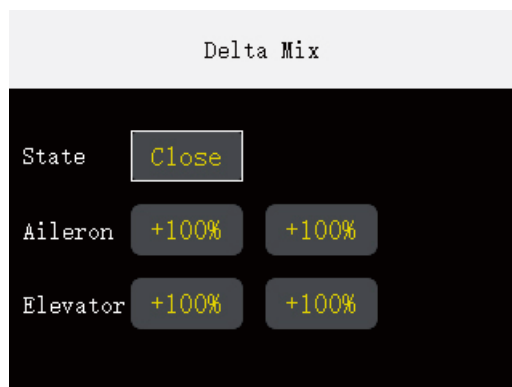 Delta Mix
State Close
Aileron +100% +100%
Elevator +100% +100%